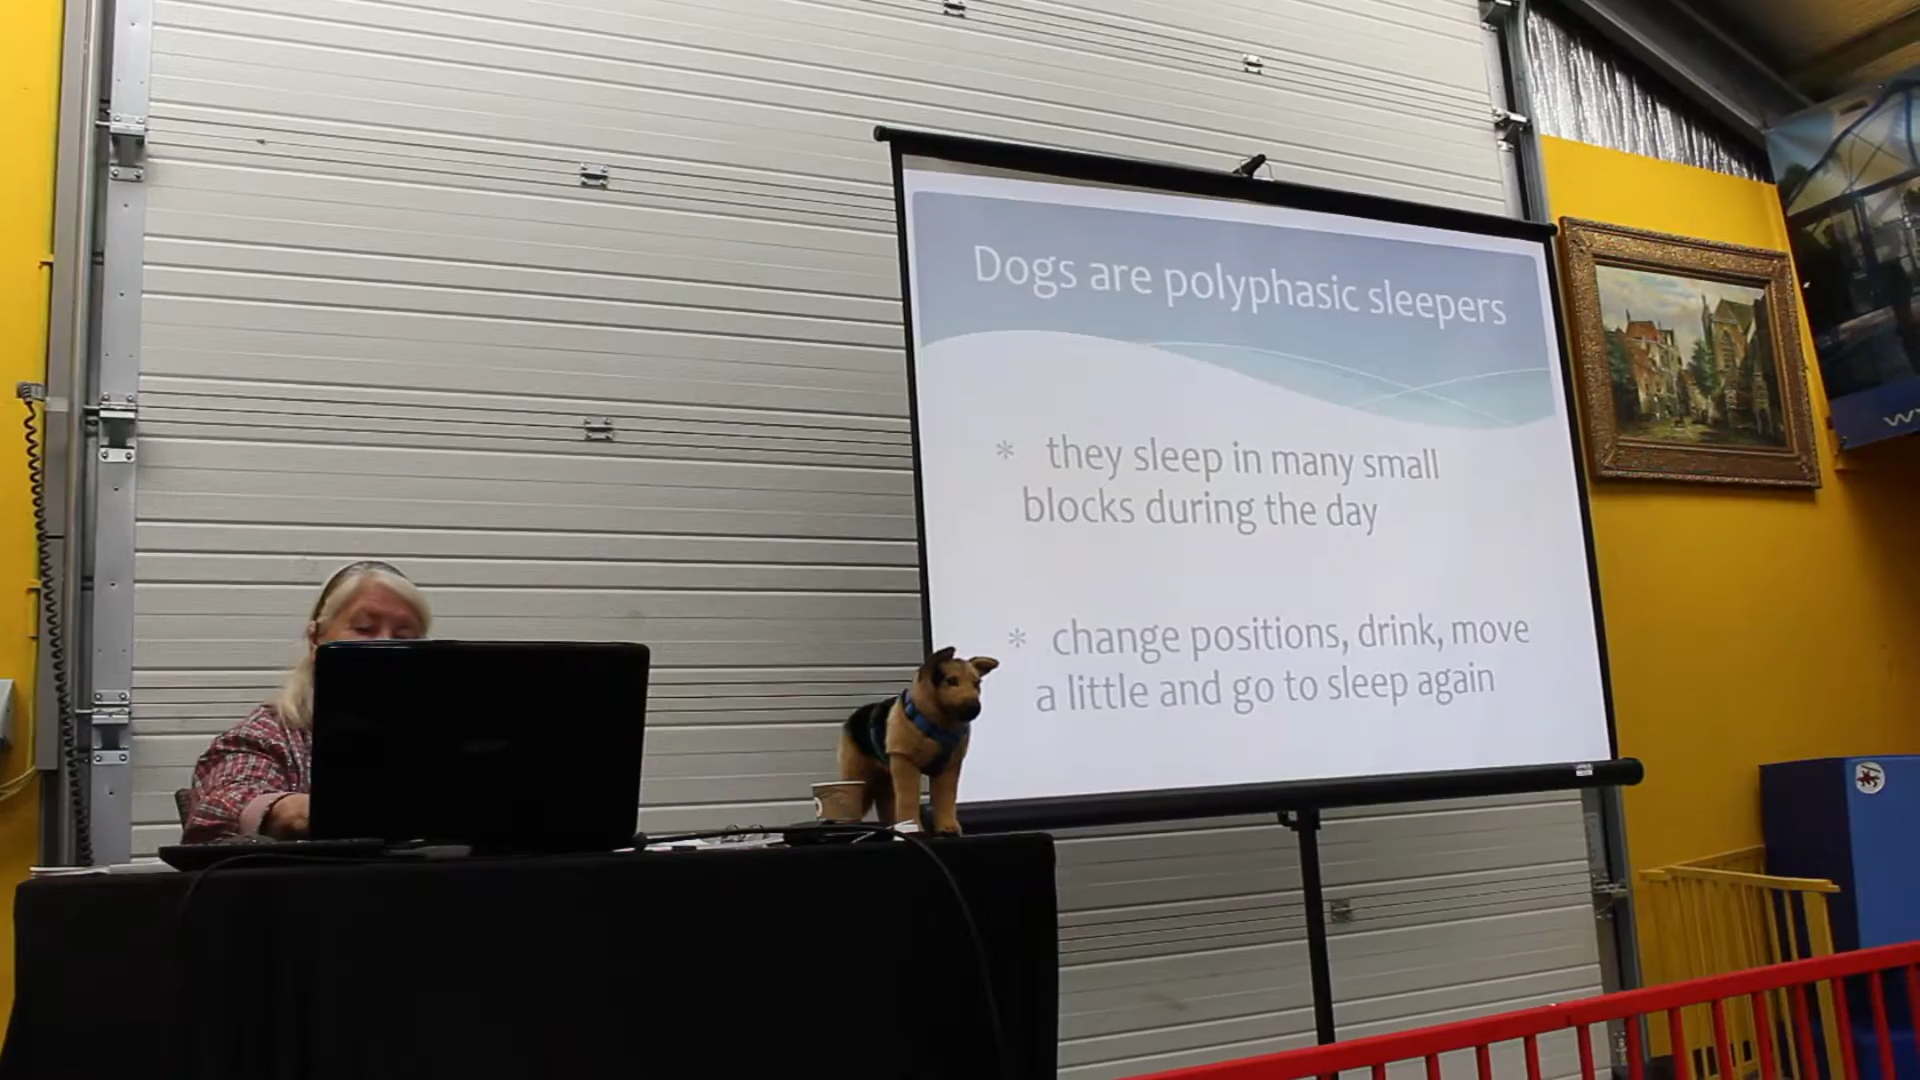 Dogs are polyphasic sleepers
* they sleep in many small
blocks during the day
* change positions, drink, move
a little and go to sleep again